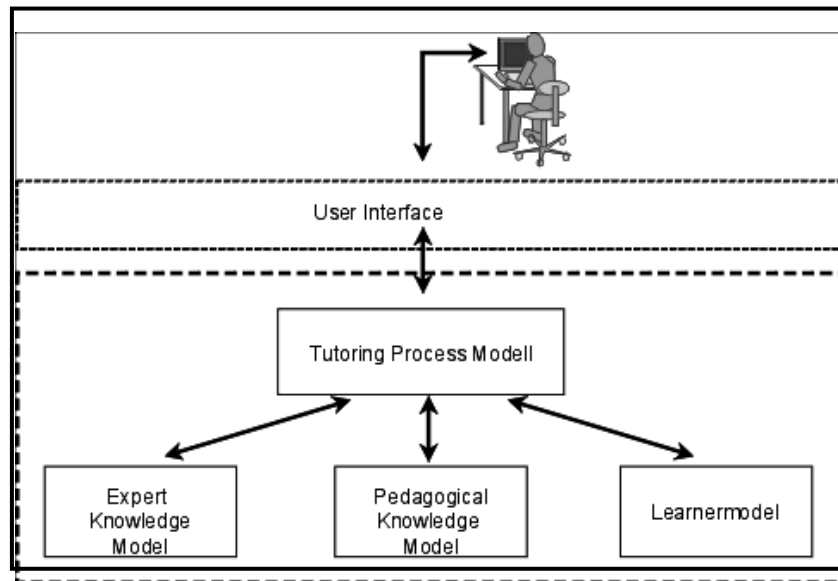 User Interface
Tutoring Process Modell
Expert
Knowledge
Model
Pedagogical
Knowledge
Model
Learnermodel